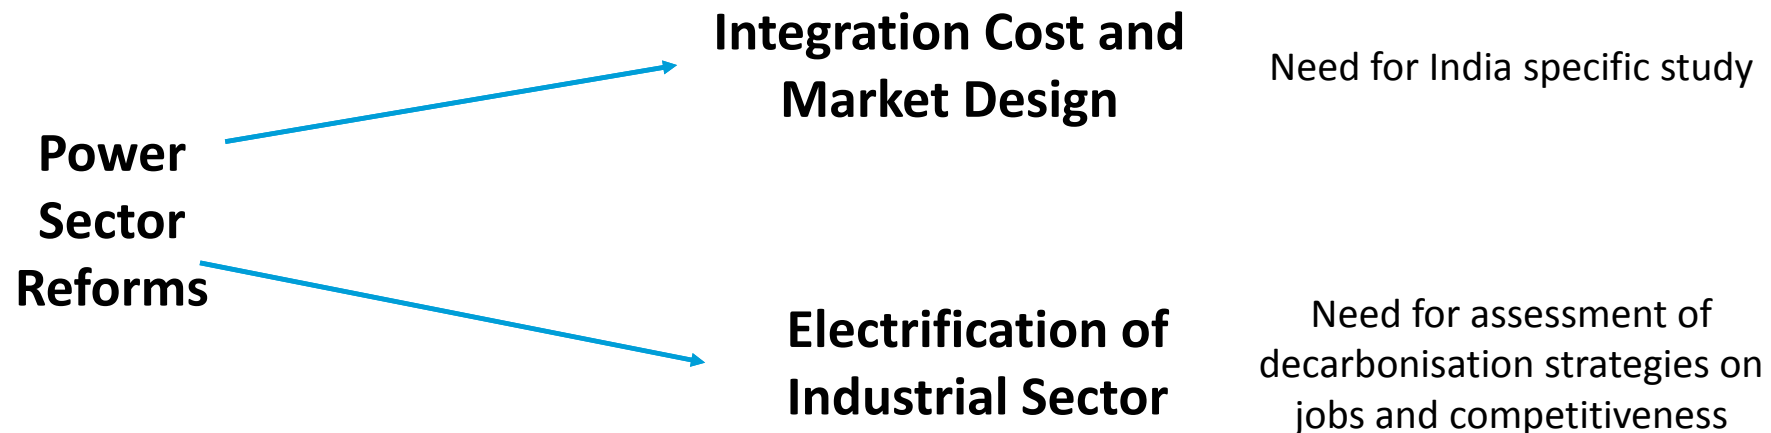 Power
Sector
Reforms
Integration Cost and
Market Design
Need for India specific study
Electrification of
Industrial Sector
Need for assessment of
decarbonisation strategies on
jobs and competitiveness